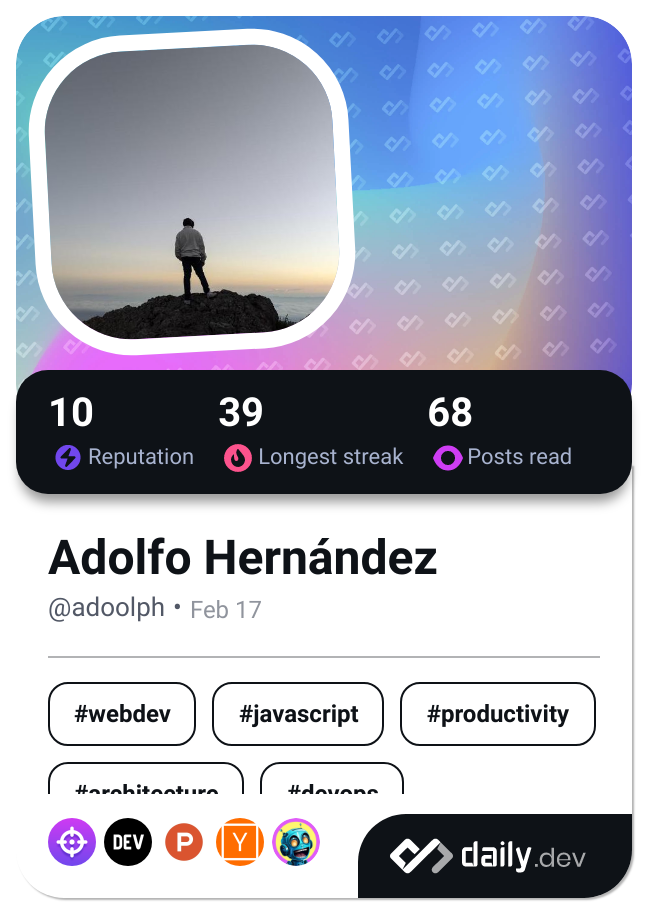 10 39 68
Reputation Longest streak Posts read
Adolfo Hernández
@adoolph • Feb 17
#webdev #javascript #productivity
#architecture #devops
DEV P Y daily.dev